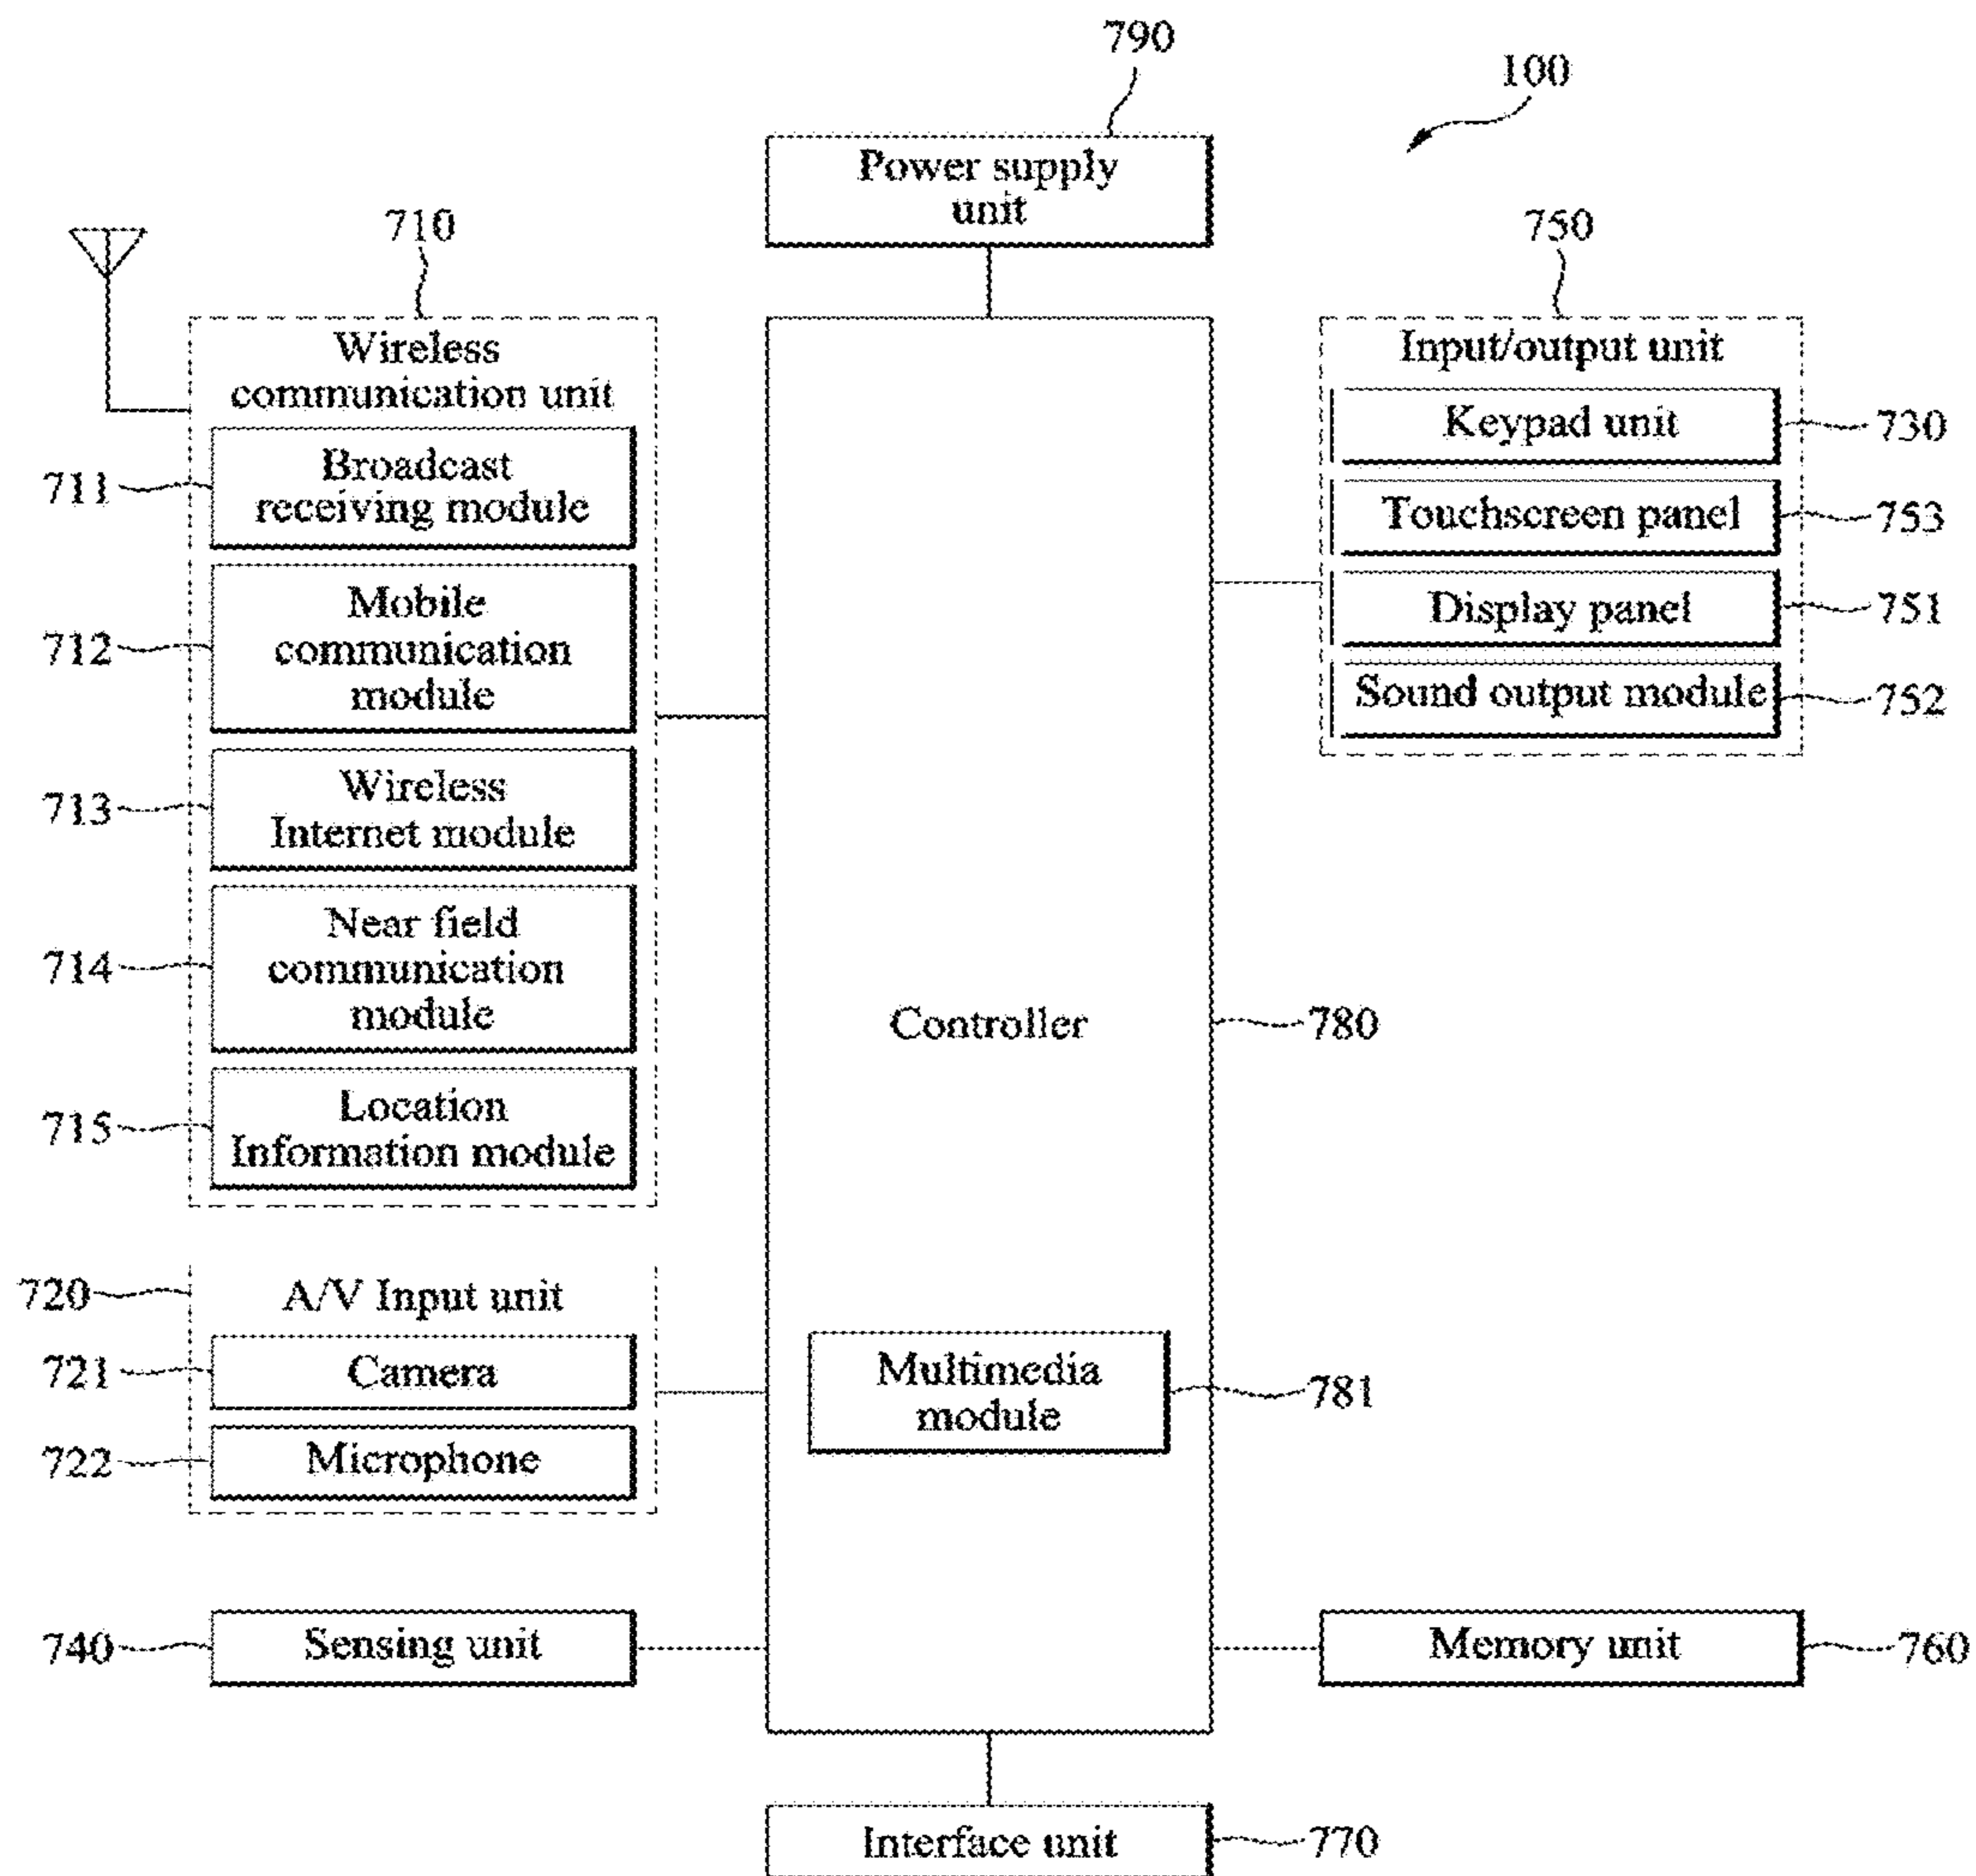 790
100
Power supply
unit
710
750
Wireless
communication unit
711
Broadcast
receiving module
712
Mobile
communication
module
713
Wireless
Internet module
714
Near field
communication
module
715
Location
Information module
720
A/V Input unit
721
Camera
722
Microphone
740
Sensing unit
Controller
780
Multimedia
module
781
Input/output unit
Keypad unit
730
Touchscreen panel
753
Display panel
751
Sound output module
752
Memory unit
760
Interface unit
770